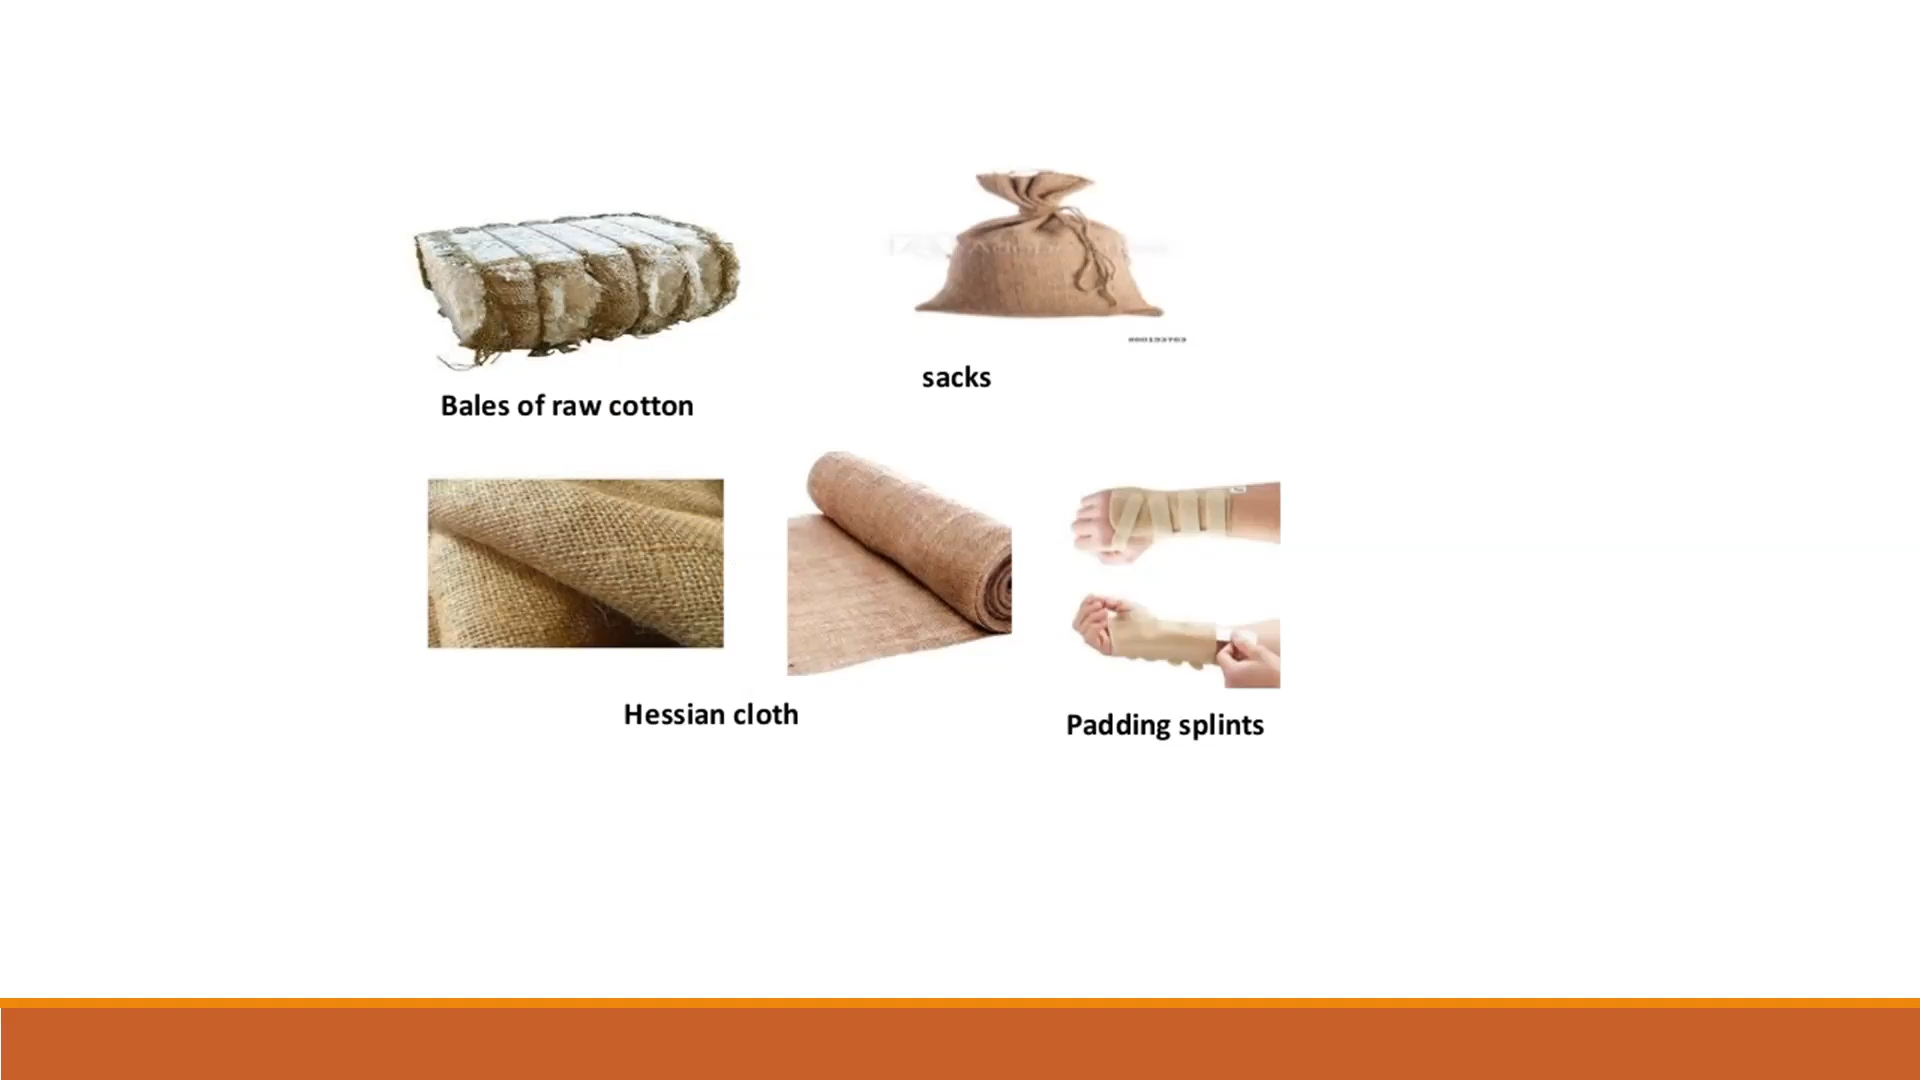 sacks
Bales of raw cotton
Hessian cloth
Padding splints